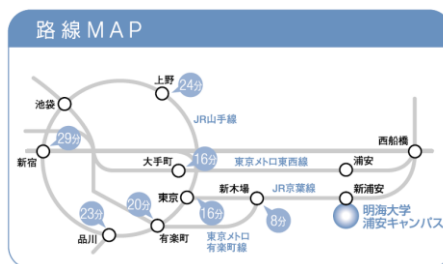 路線MAP
上野
24分
池袋
JR山手線
29分
新宿
大手町
16分
東京メトロ東西線
浦安
西船橋
東京
16分
新木場
8分
JR京葉線
新浦安
明海大学
浦安キャンパス
23分
品川
20分
有楽町
東京メトロ
有楽町線